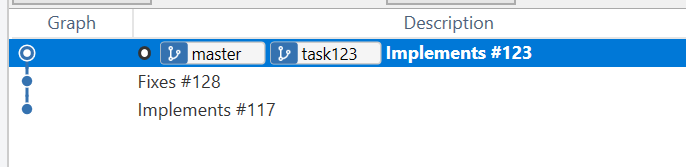 Graph Description
master task123 Implements #123
Fixes #128
Implements #117